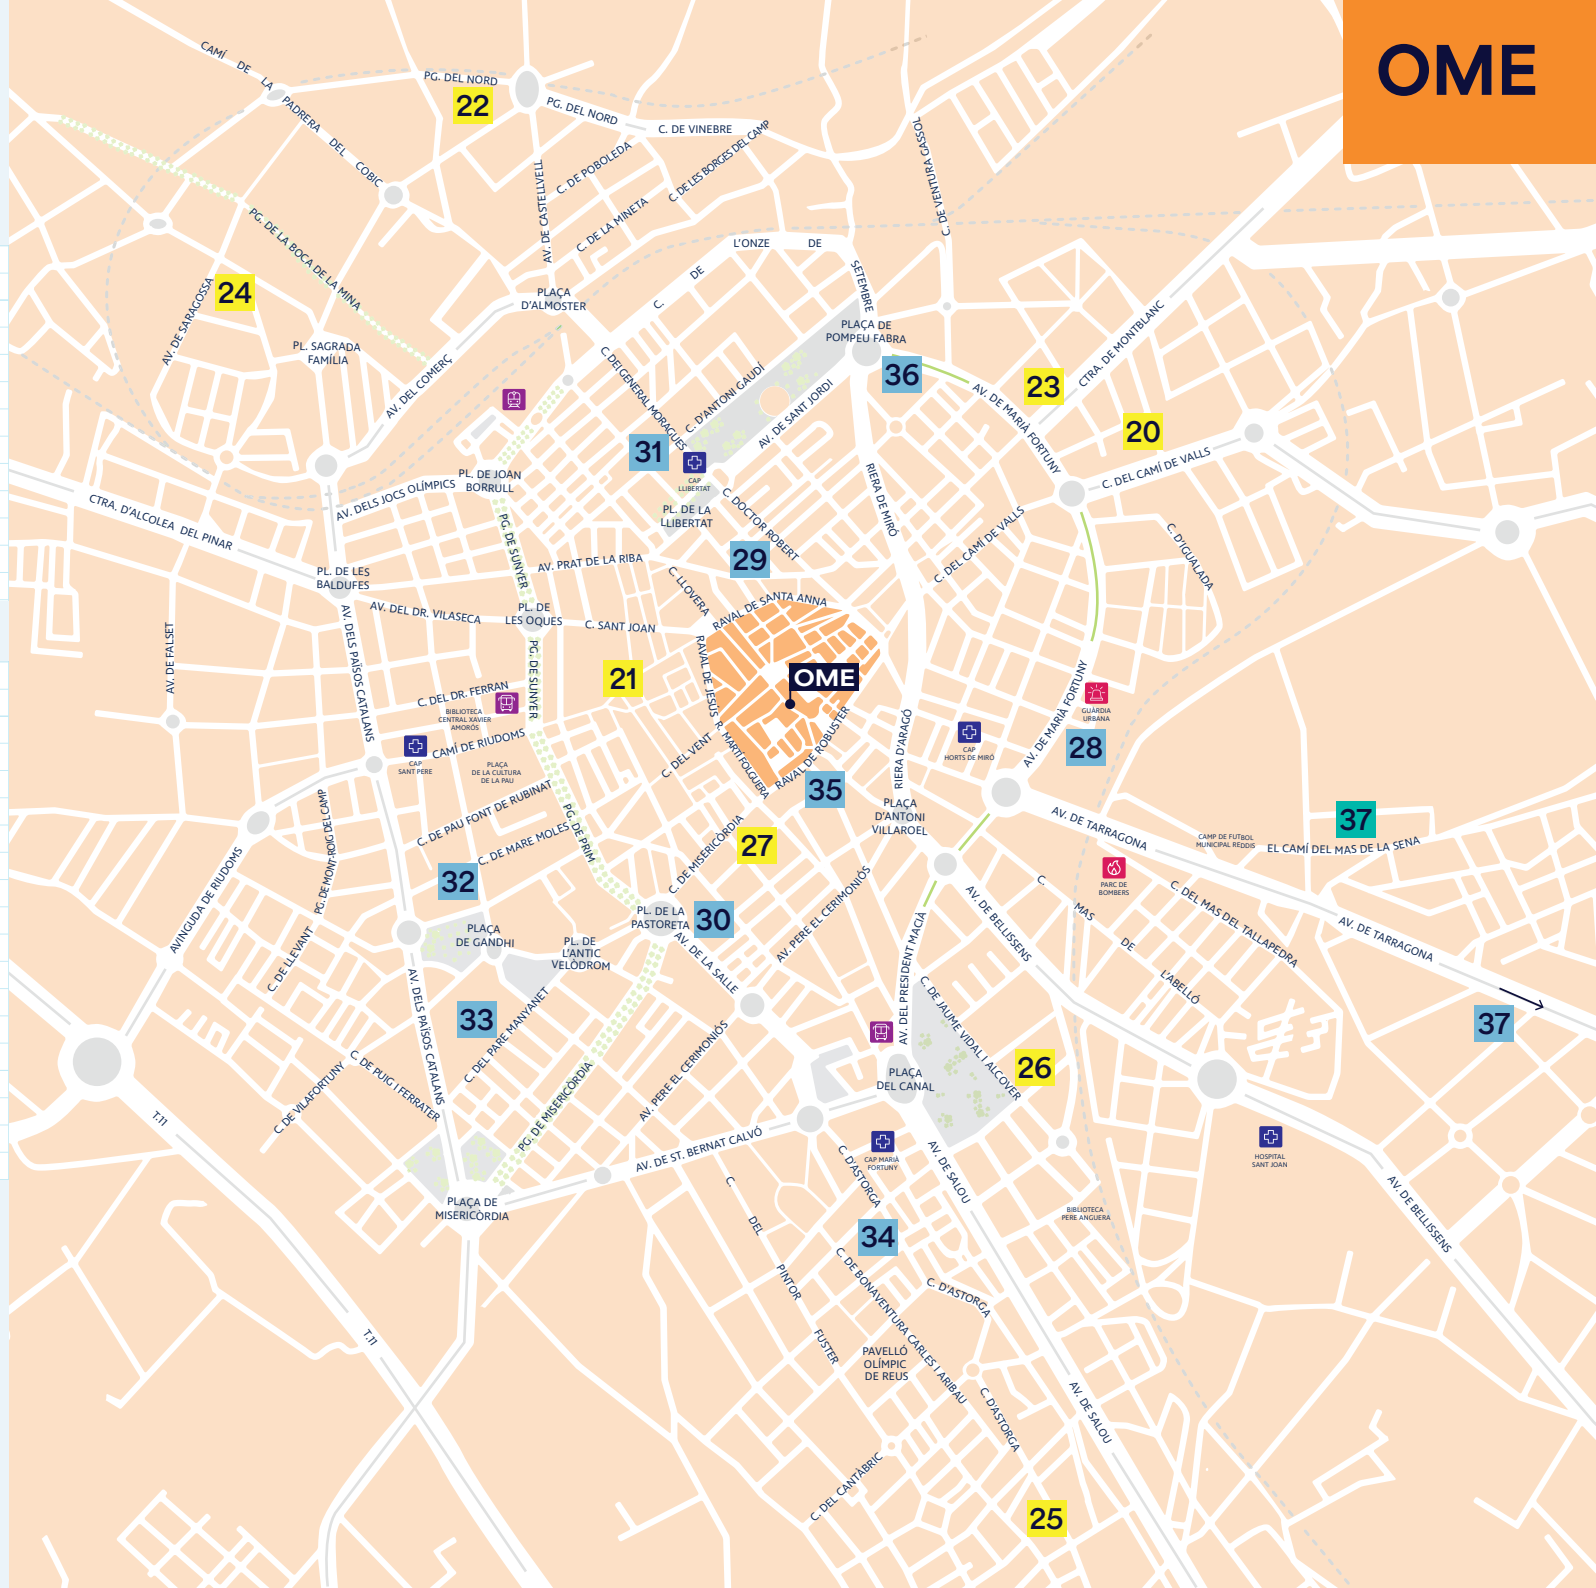 OME
CAMÍ DE LA PADRERA DEL COBIC
PG. DEL NORD
22
PG. DEL NORD
C. DE VINEBRE
C. DE POBOLEDA
C. DE LES BORGES DEL CAMP
C. DE LA MINETA
AV. DE CASTELLVELL
C. DE VENTURA GASSOL
PG. DE LA BOCA DE LA MINA
24
AV. DE SARAGOSSA
PL. SAGRADA
FAMÍLIA
PLAÇA
D'ALMOSTER
C. DE L'ONZE DE SETEMBRE
PLAÇA DE
POMPEU FABRA
36
AV. DEL COMERÇ
C. DEL GENERAL MORAGUES
C. D'ANTONI GAUDÍ
AV. DE SANT JORDI
AV. DE MARIÀ FORTUNY
23
CTRA. DE MONTBLANC
20
C. DEL CAMÍ DE VALLS
31
CAP
LLIBERTAT
PL. DE JOAN
BORRULL
AV. DELS JOCS OLÍMPICS
CTRA. D'ALCOLEA DEL PINAR
PL. DE LA
LLIBERTAT
C. DOCTOR ROBERT
RIERA DE MIRÓ
C. DEL CAMÍ DE VALLS
C. D'IGUALADA
PG. DE SUNYER
AV. PRAT DE LA RIBA
29
PL. DE LES
BALDUFES
C. LLOVERA
RAVAL DE SANTA ANNA
AV. DEL DR. VILASECA
PL. DE
LES OQUES
C. SANT JOAN
AV. DE FALSET
AV. DELS PAÏSOS CATALANS
PG. DE SUNYER
21
RAVAL DE JESÚS
OME
C. DEL DR. FERRAN
BIBLIOTECA
CENTRAL XAVIER
AMORÓS
CAP
SANT PERE
CAMÍ DE RIUDOMS
PLAÇA
DE LA CULTURA
DE LA PAU
C. DEL VENT
R. MARTÍ FOLGUERA
RAVAL DE ROBUSTER
RIERA D'ARAGÓ
CAP
HORTS DE MIRÓ
AV. DE MARIÀ FORTUNY
GUÀRDIA
URBANA
28
35
PLAÇA
D'ANTONI
VILLAROEL
AV. DE TARRAGONA
CAMP DE FUTBOL
MUNICIPAL REDDIS
37
EL CAMÍ DEL MAS DE LA SENA
PG. DE MONT-ROIG DEL CAMP
C. DE PAU FONT DE RUBINAT
C. DE MARE MOLES
PG. DE PRIM
C. DE MISERICÒRDIA
27
32
PARC DE
BOMBERS
C. DEL MAS DEL TALLAPEDRA
AVINGUDA DE RIUDOMS
C. DE LLEVANT
PLAÇA
DE GANDHI
PL. DE
L'ANTIC
VELÒDROM
PL. DE LA
PASTORETA
30
AV. DE LA SALLE
AV. PERE EL CERIMONIÓS
AV. DE BELLISSENS
C. MAS DE L'ABELLÓ
AV. DE TARRAGONA
37
33
AV. DELS PAÏSOS CATALANS
C. DEL PARE MANYANET
AV. DEL PRESIDENT MACIÀ
C. DE JAUME VIDAL I ALCOVER
26
PLAÇA
DEL CANAL
T.11
C. DE VILAFORTUNY
C. DE PUIG I FERRATER
PG. DE MISERICÒRDIA
AV. PERE EL CERIMONIÓS
AV. DE ST. BERNAT CALVÓ
CAP MARIÀ
FORTUNY
HOSPITAL
SANT JOAN
PLAÇA DE
MISERICÒRDIA
C. DEL PINTOR FUSTER
C. D'ASTORGA
AV. DE SALOU
BIBLIOTECA
PERE ANGUERA
AV. DE BELLISSENS
34
C. DE BONAVENTURA CARLES I ARIBAU
C. D'ASTORGA
T.11
PAVELLÓ
OLÍMPIC
DE REUS
C. D'ASTORGA
AV. DE SALOU
C. DEL CANTÀBRIC
25